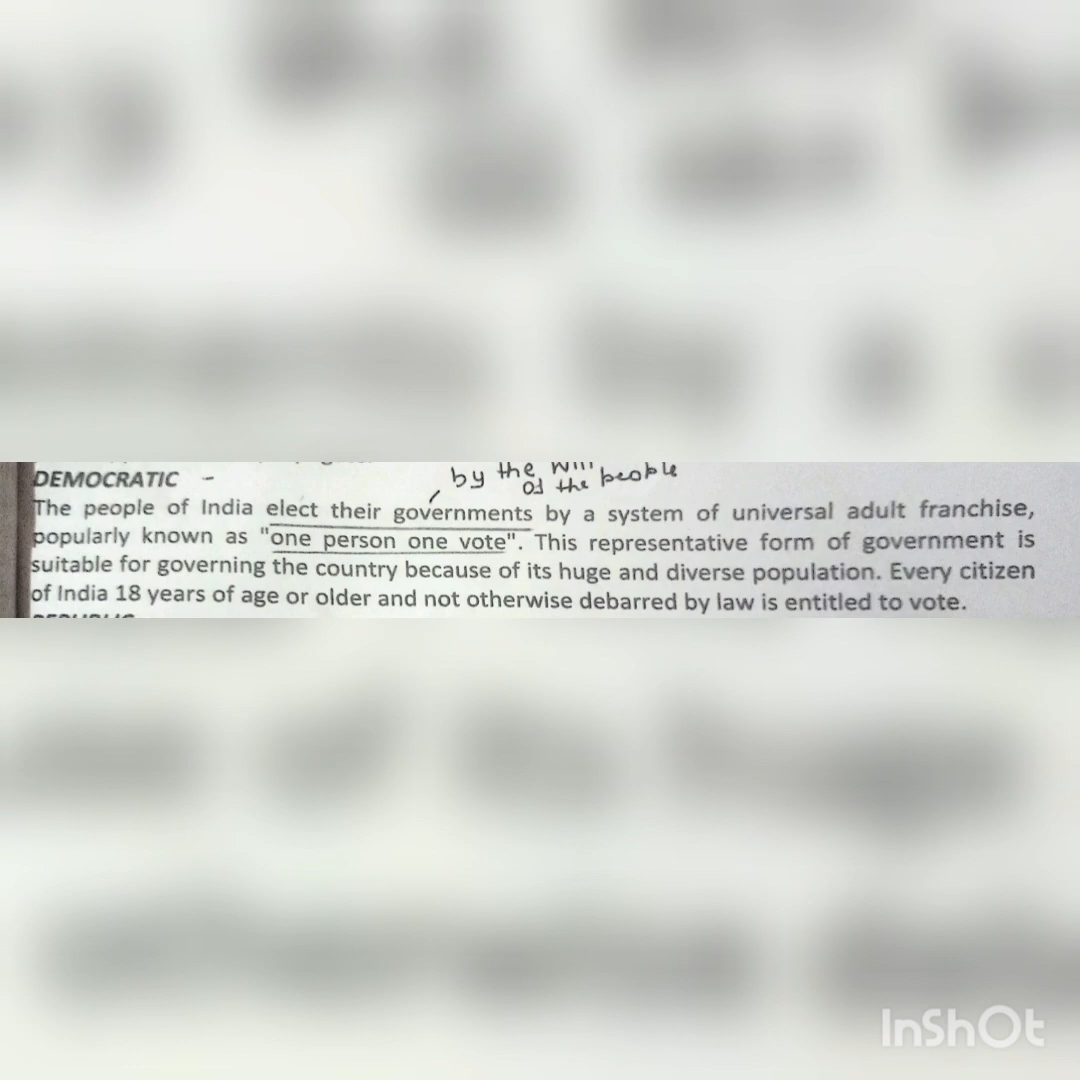 DEMOCRATIC -
by the will
of the people
The people of India elect their governments by a system of universal adult franchise,
popularly known as "one person one vote". This representative form of government is
suitable for governing the country because of its huge and diverse population. Every citizen
of India 18 years of age or older and not otherwise debarred by law is entitled to vote.
InShOt